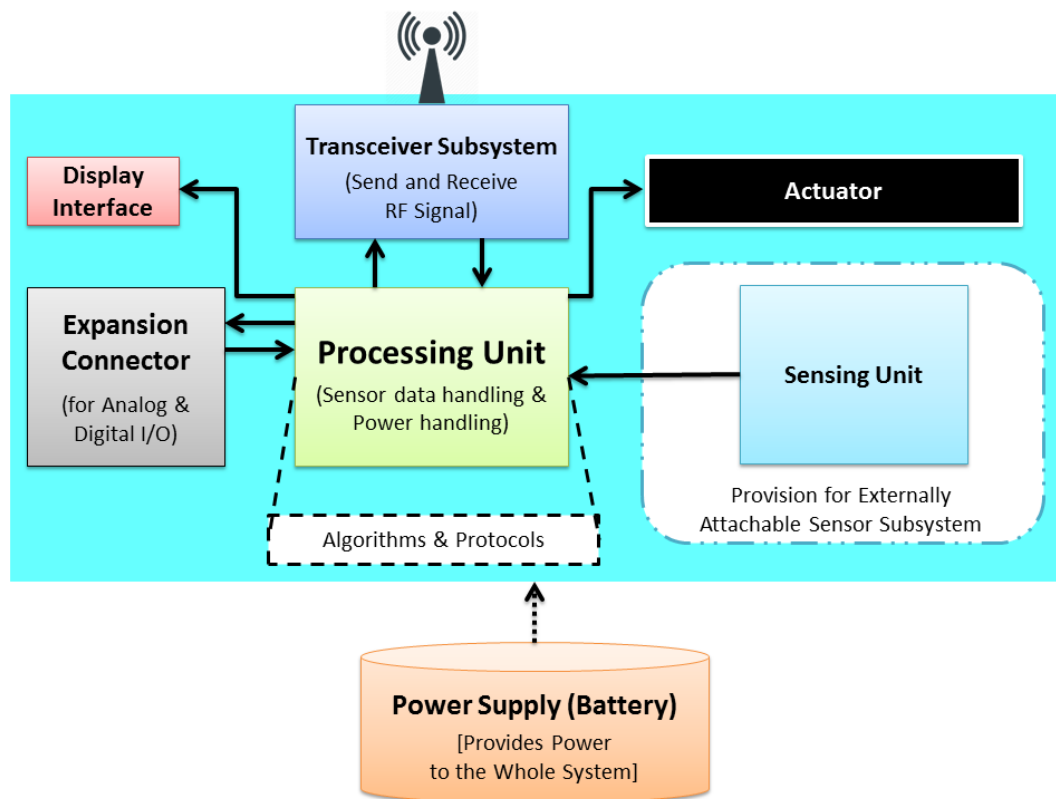 Transceiver Subsystem
(Send and Receive
RF Signal)
Display
Interface
Actuator
Expansion
Connector
(for Analog &
Digital I/O)
Processing Unit
(Sensor data handling &
Power handling)
Sensing Unit
Provision for Externally
Attachable Sensor Subsystem
Algorithms & Protocols
Power Supply (Battery)
[Provides Power
to the Whole System]